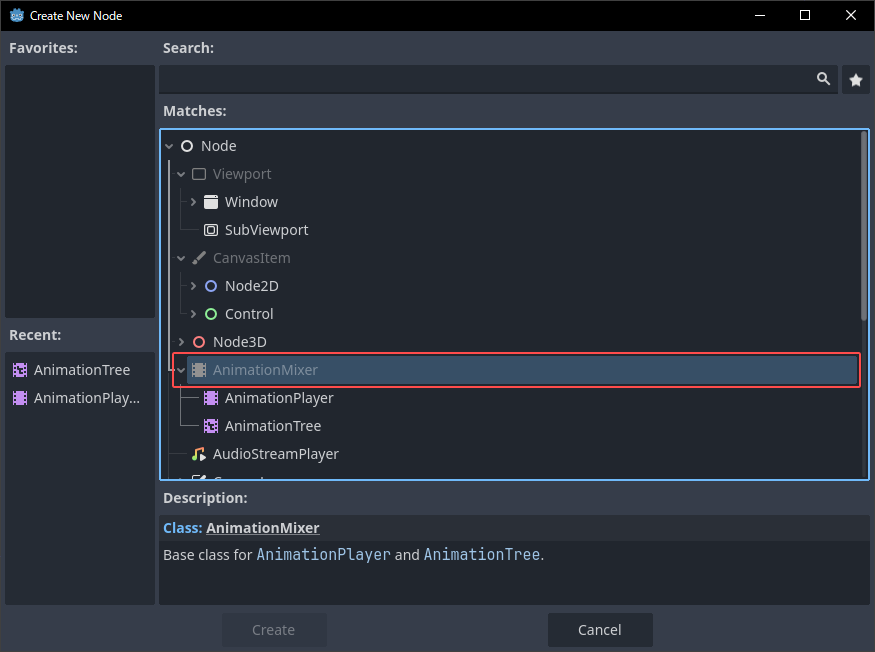 Create New Node
Favorites:
Search:
Matches:
Node
Viewport
Window
SubViewport
CanvasItem
Node2D
Control
Node3D
AnimationMixer
AnimationPlayer
AnimationTree
AudioStreamPlayer
Recent:
AnimationTree
AnimationPlay...
Description:
Class: AnimationMixer
Base class for AnimationPlayer and AnimationTree.
Create
Cancel